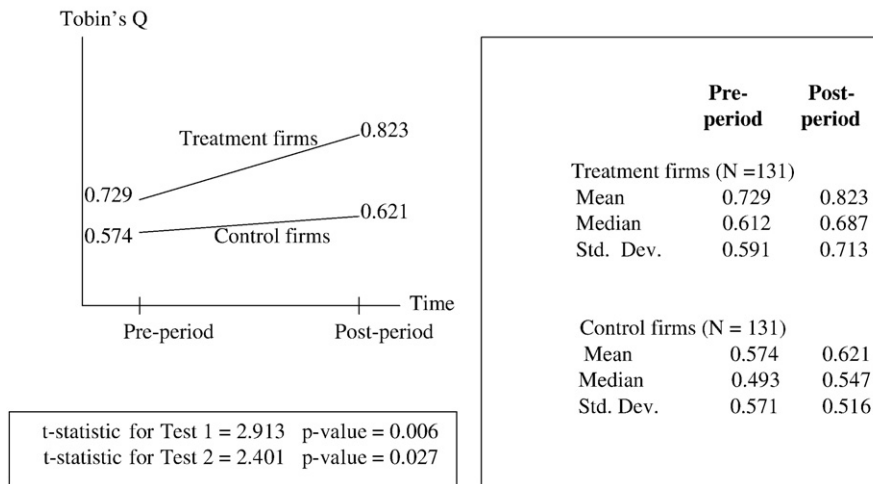 Tobin's Q
Treatment firms
0.823
0.729
0.621
0.574
Control firms
Time
Pre-period Post-period
t-statistic for Test 1 = 2.913 p-value = 0.006
t-statistic for Test 2 = 2.401 p-value = 0.027
Pre- Post-
period period
Treatment firms (N =131)
Mean 0.729 0.823
Median 0.612 0.687
Std. Dev. 0.591 0.713
Control firms (N = 131)
Mean 0.574 0.621
Median 0.493 0.547
Std. Dev. 0.571 0.516